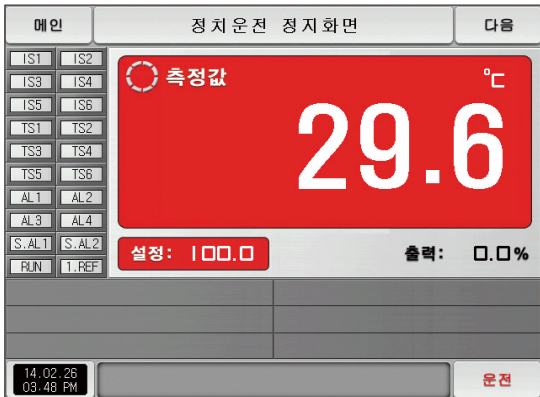 메인
정치운전 정지화면
다음
IS1 IS2
IS3 IS4
IS5 IS6
TS1 TS2
TS3 TS4
TS5 TS6
AL1 AL2
AL3 AL4
S.AL1 S.AL2
RUN 1.REF
측정값
℃
29.6
설정: 100.0
출력: 0.0%
14.02.26
03:48 PM
운전